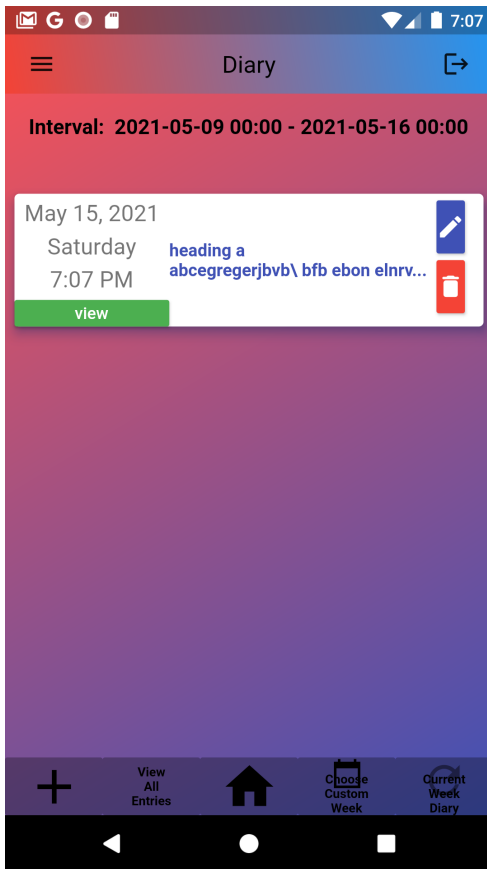 7:07
Diary
Interval: 2021-05-09 00:00 - 2021-05-16 00:00
May 15, 2021
Saturday
7:07 PM
heading a
abcegregerjbvb\ bfb ebon elnrv...
view
View
All
Entries
Choose
Custom
Week
Current
Week
Diary